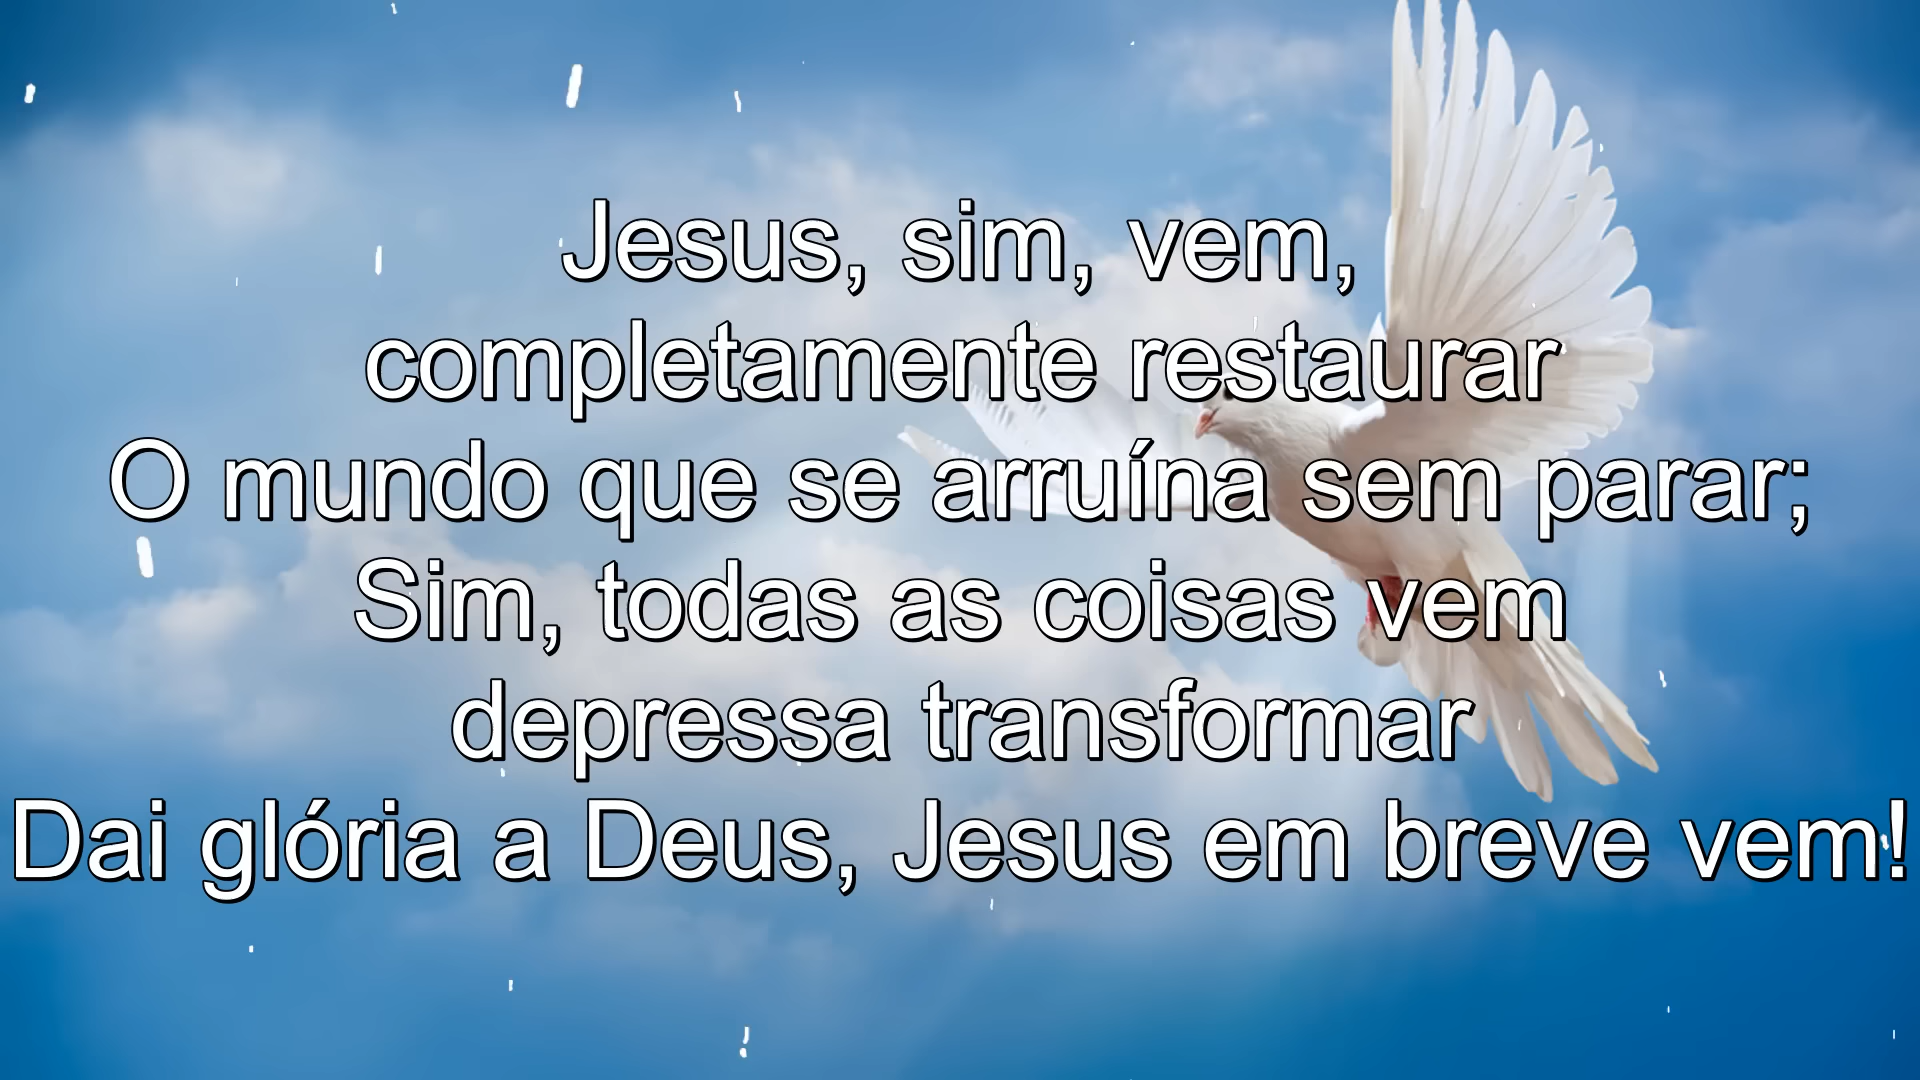 Jesus, sim, vem,
completamente restaurar
O mundo que se arruína sem parar;
Sim, todas as coisas vem
depressa transformar
Dai glória a Deus, Jesus em breve vem!